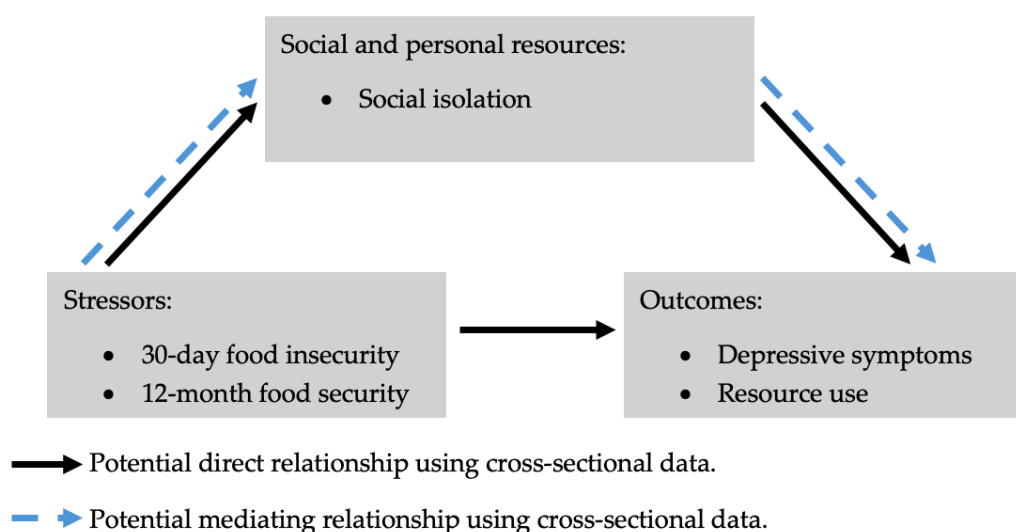 Social and personal resources:
• Social isolation
Stressors:
• 30-day food insecurity
• 12-month food security
Outcomes:
• Depressive symptoms
• Resource use
Potential direct relationship using cross-sectional data.
Potential mediating relationship using cross-sectional data.